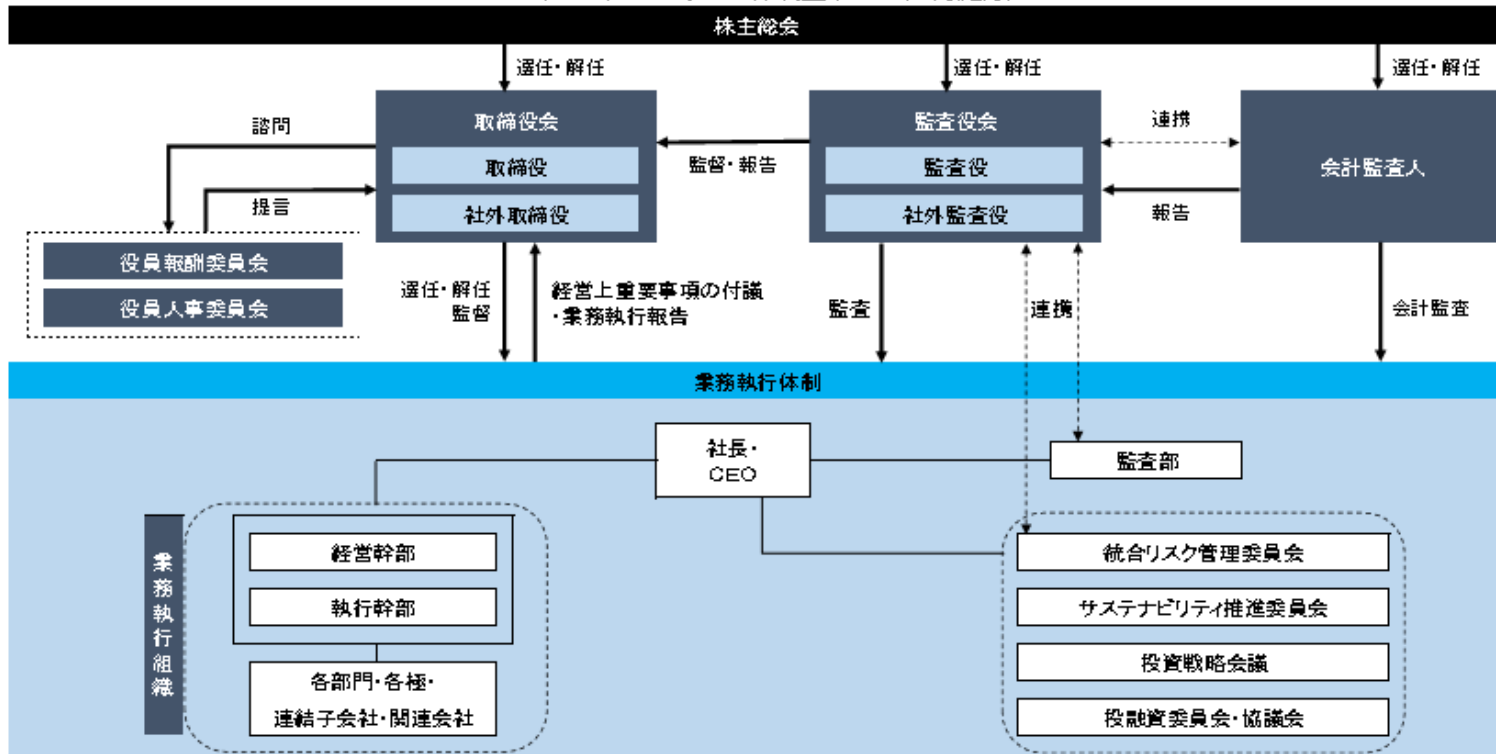 株主総会
選任・解任
選任・解任
選任・解任
取締役会
取締役
社外取締役
監査役会
監査役
社外監査役
会計監査人
諮問
提言
監督・報告
連携
報告
役員報酬委員会
役員人事委員会
選任・解任
監督
経営上重要事項の付議
・業務執行報告
監査
連携
会計監査
業務執行体制
社長・
CEO
監査部
業務執行組織
経営幹部
執行幹部
各部門・各極・
連結子会社・関連会社
統合リスク管理委員会
サステナビリティ推進委員会
投資戦略会議
投融資委員会・協議会